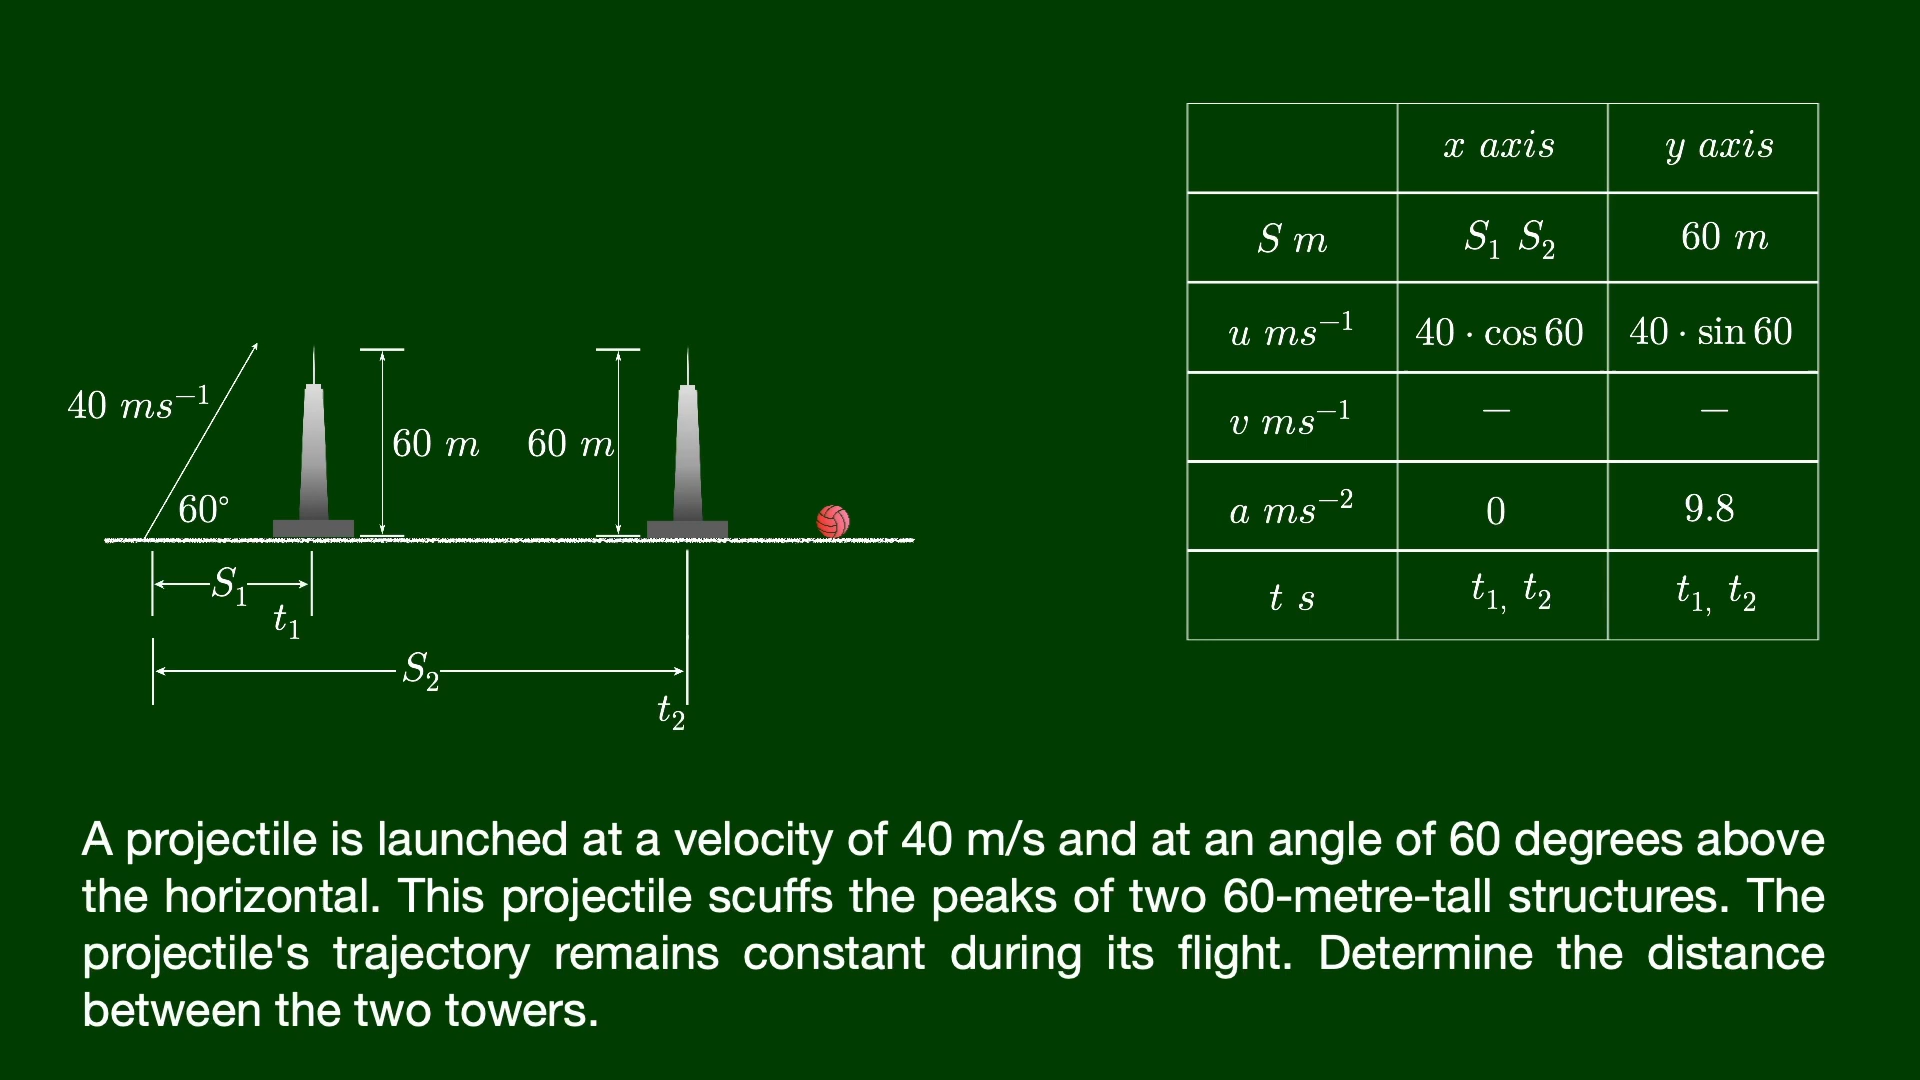 x axis y axis
S m S₁ S₂ 60 m
u ms⁻¹ 40 · cos 60 40 · sin 60
v ms⁻¹ − −
a ms⁻² 0 9.8
t s t₁, t₂ t₁, t₂
40 ms⁻¹
60 m 60 m
60°
S₁
t₁
S₂
t₂
A projectile is launched at a velocity of 40 m/s and at an angle of 60 degrees above
the horizontal. This projectile scuffs the peaks of two 60-metre-tall structures. The
projectile's trajectory remains constant during its flight. Determine the distance
between the two towers.